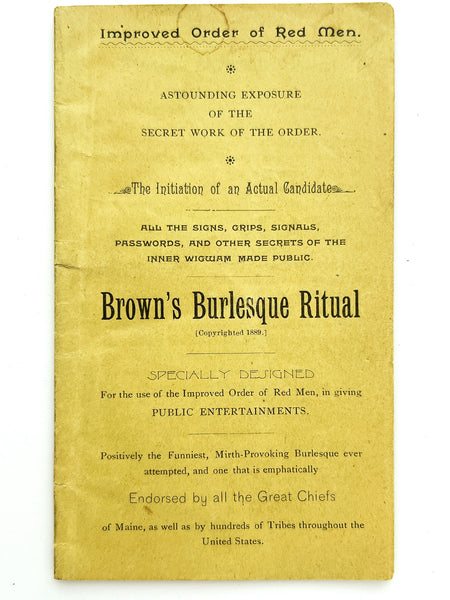 Improved Order of Red Men.
ASTOUNDING EXPOSURE
OF THE
SECRET WORK OF THE ORDER.
The Initiation of an Actual Candidate
ALL THE SIGNS, GRIPS, SIGNALS,
PASSWORDS, AND OTHER SECRETS OF THE
INNER WIGWAM MADE PUBLIC.
Brown's Burlesque Ritual
[Copyrighted 1889.]
SPECIALLY DESIGNED
For the use of the Improved Order of Red Men, in giving
PUBLIC ENTERTAINMENTS.
Positively the Funniest, Mirth-Provoking Burlesque ever
attempted, and one that is emphatically
Endorsed by all the Great Chiefs
of Maine, as well as by hundreds of Tribes throughout the
United States.